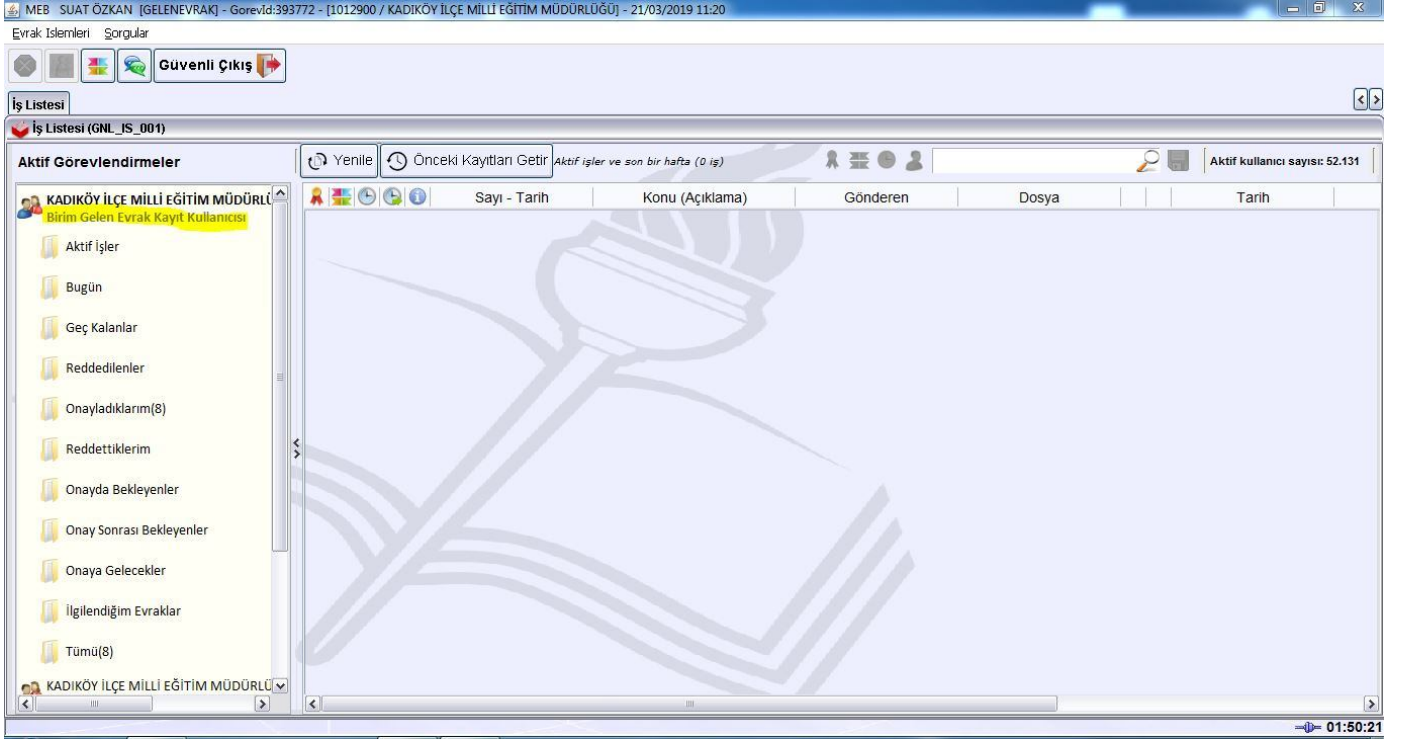 MEB SUAT ÖZKAN [GELENEVRAK] - GorevId:393772 - [1012900 / KADIKÖY İLÇE MİLLİ EĞİTİM MÜDÜRLÜĞÜ] - 21/03/2019 11:20
Evrak Islemleri Sorgular
Güvenli Çıkış
İş Listesi
İş Listesi (GNL_IS_001)
Aktif Görevlendirmeler
Yenile Önceki Kayıtları Getir Aktif işler ve son bir hafta (0 iş) Aktif kullanıcı sayısı: 52.131
Sayı - Tarih Konu (Açıklama) Gönderen Dosya Tarih
KADIKÖY İLÇE MİLLİ EĞİTİM MÜDÜRLÜ
Birim Gelen Evrak Kayıt Kullanıcısı
Aktif İşler
Bugün
Geç Kalanlar
Reddedilenler
Onayladıklarım(8)
Reddettiklerim
Onayda Bekleyenler
Onay Sonrası Bekleyenler
Onaya Gelecekler
İlgilendiğim Evraklar
Tümü(8)
KADIKÖY İLÇE MİLLİ EĞİTİM MÜDÜRLÜ
01:50:21